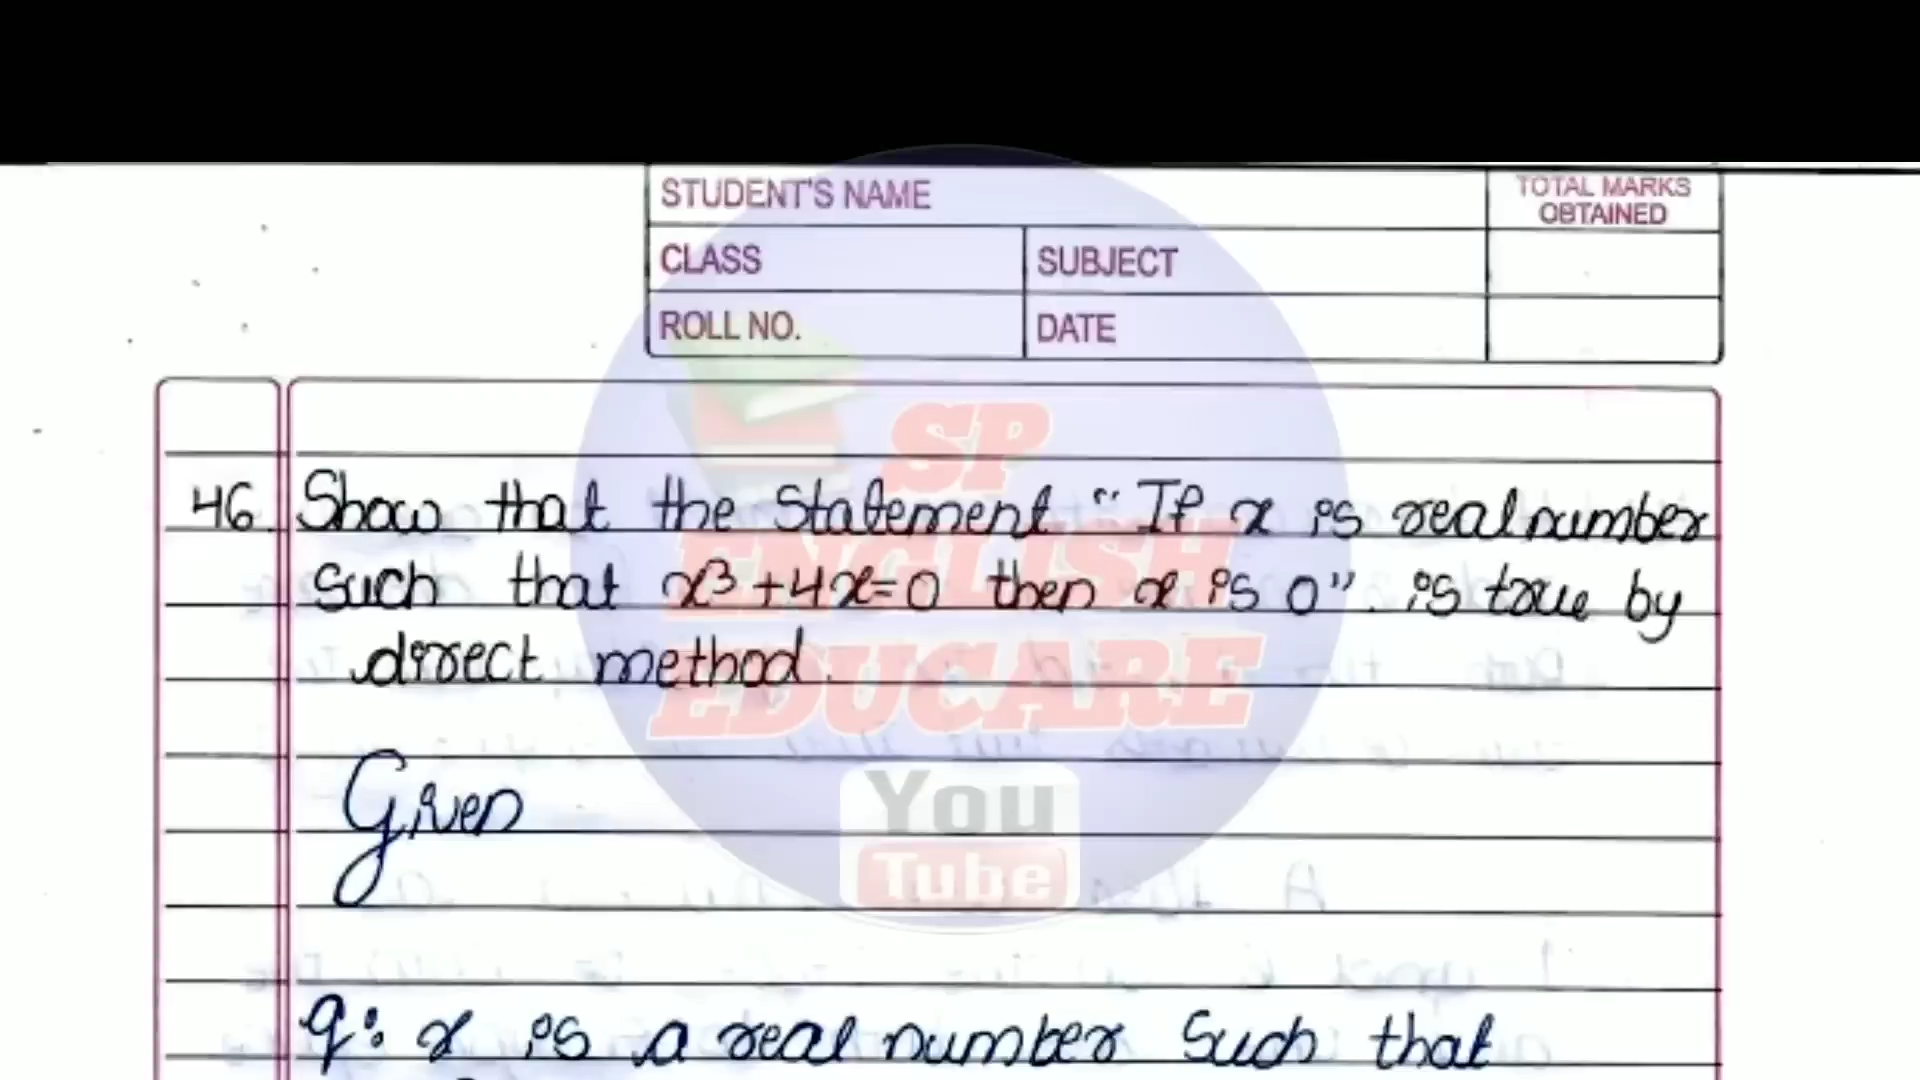 STUDENT'S NAME
TOTAL MARKS OBTAINED
CLASS
SUBJECT
ROLL NO.
DATE
SP
ENGLISH
EDUCARE
You
Tube
46. Show that the Statement "If x is real number
such that x³+4x=0 then x is 0". is true by
direct method.
Given
q: x is a real number Such that